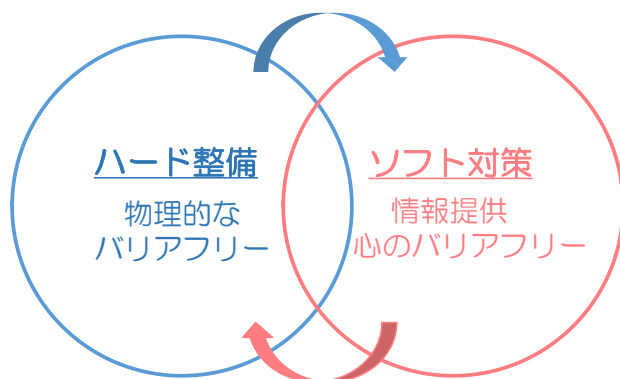 ハード整備
物理的な
バリアフリー
ソフト対策
情報提供
心のバリアフリー